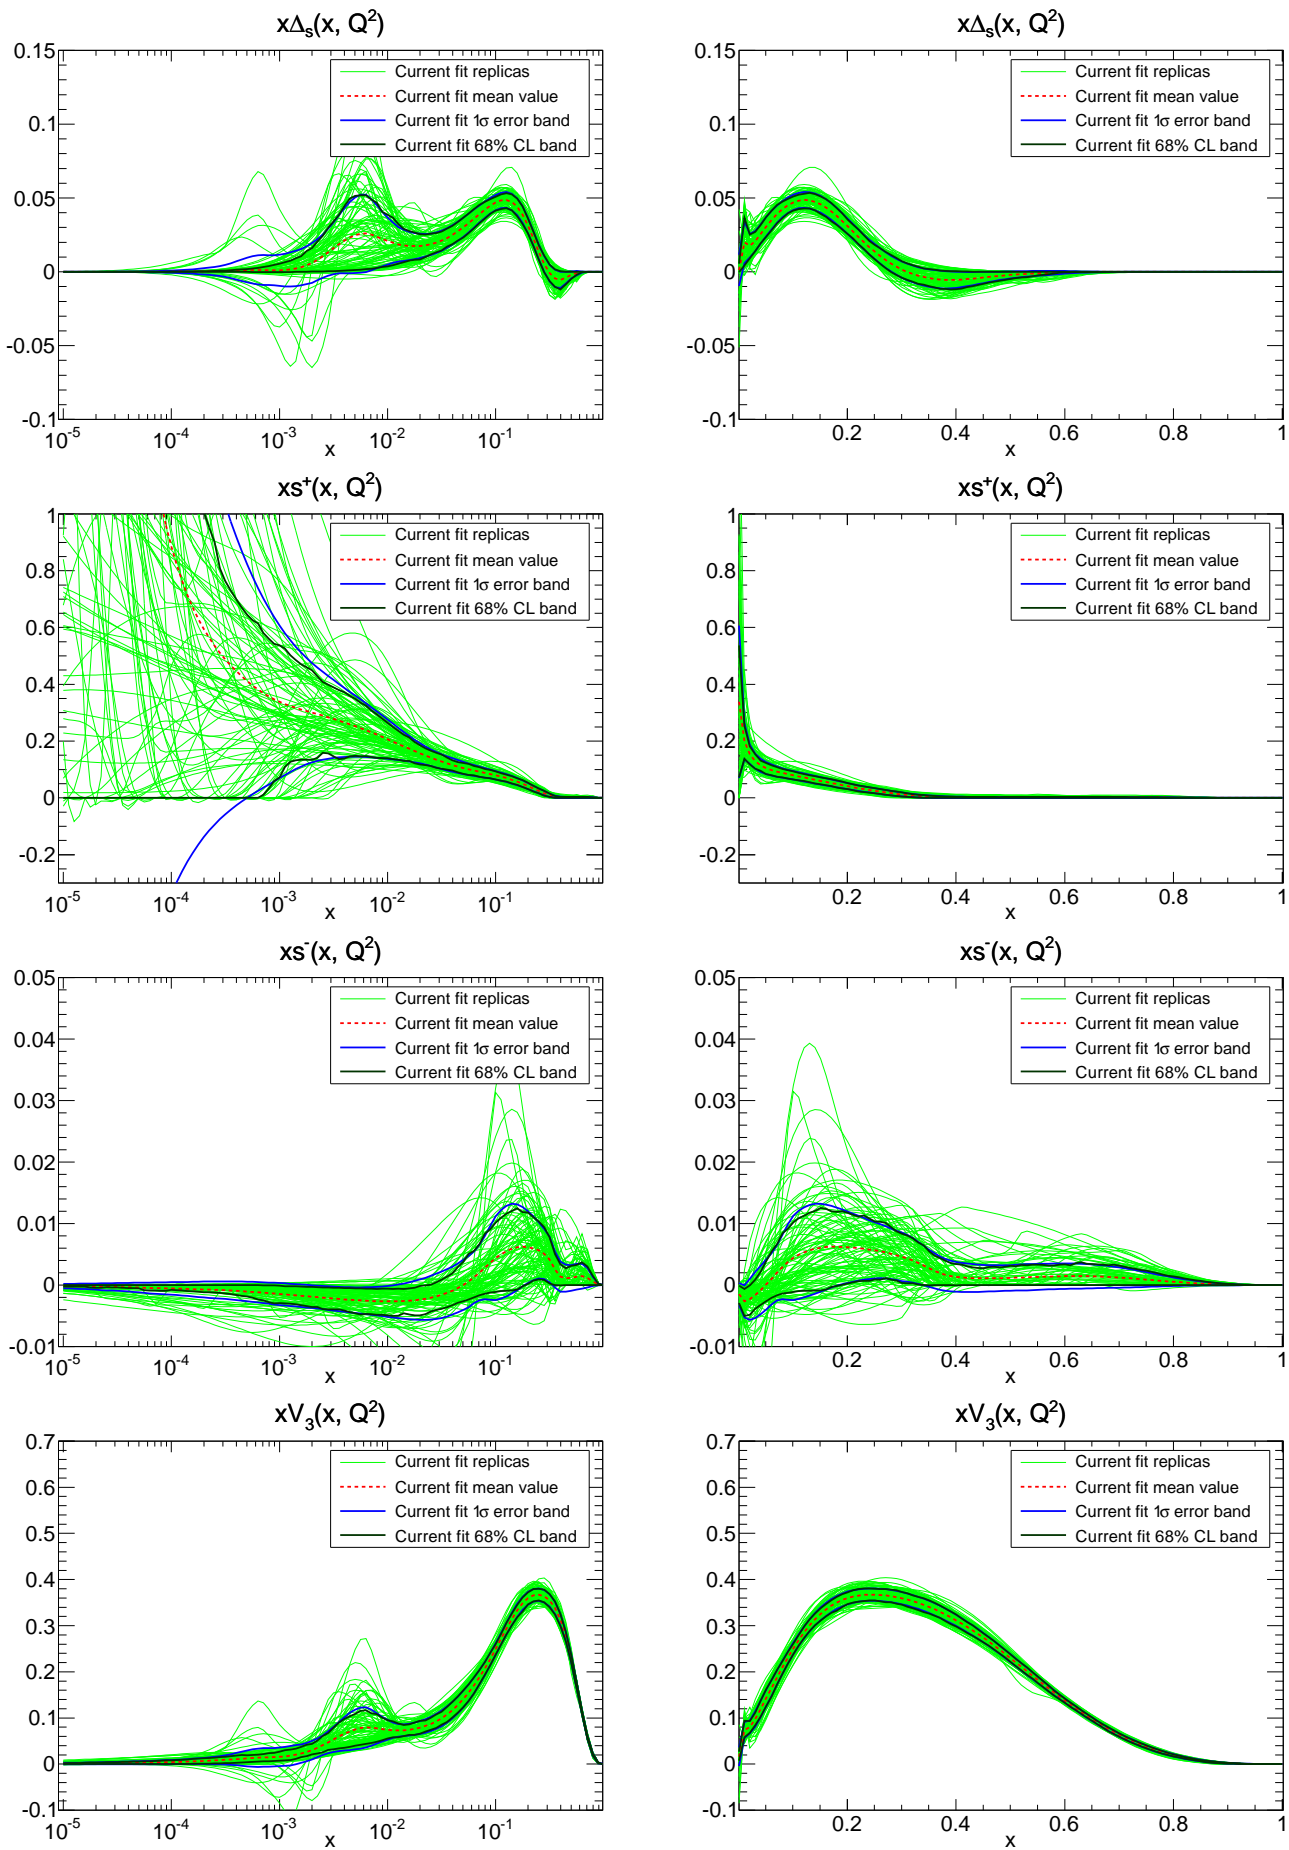 xΔₛ(x, Q²)
0.15
0.1
0.05
0
-0.05
-0.1
Current fit replicas
Current fit mean value
Current fit 1σ error band
Current fit 68% CL band
10⁻⁵ 10⁻⁴ 10⁻³ 10⁻² 10⁻¹
x
xΔₛ(x, Q²)
0.15
0.1
0.05
0
-0.05
-0.1
Current fit replicas
Current fit mean value
Current fit 1σ error band
Current fit 68% CL band
0.2 0.4 0.6 0.8 1
x
xs⁺(x, Q²)
1
0.8
0.6
0.4
0.2
0
-0.2
Current fit replicas
Current fit mean value
Current fit 1σ error band
Current fit 68% CL band
10⁻⁵ 10⁻⁴ 10⁻³ 10⁻² 10⁻¹
x
xs⁺(x, Q²)
1
0.8
0.6
0.4
0.2
0
-0.2
Current fit replicas
Current fit mean value
Current fit 1σ error band
Current fit 68% CL band
0.2 0.4 0.6 0.8 1
x
xs⁻(x, Q²)
0.05
0.04
0.03
0.02
0.01
0
-0.01
Current fit replicas
Current fit mean value
Current fit 1σ error band
Current fit 68% CL band
10⁻⁵ 10⁻⁴ 10⁻³ 10⁻² 10⁻¹
x
xs⁻(x, Q²)
0.05
0.04
0.03
0.02
0.01
0
-0.01
Current fit replicas
Current fit mean value
Current fit 1σ error band
Current fit 68% CL band
0.2 0.4 0.6 0.8 1
x
xV₃(x, Q²)
0.7
0.6
0.5
0.4
0.3
0.2
0.1
0
-0.1
Current fit replicas
Current fit mean value
Current fit 1σ error band
Current fit 68% CL band
10⁻⁵ 10⁻⁴ 10⁻³ 10⁻² 10⁻¹
x
xV₃(x, Q²)
0.7
0.6
0.5
0.4
0.3
0.2
0.1
0
-0.1
Current fit replicas
Current fit mean value
Current fit 1σ error band
Current fit 68% CL band
0.2 0.4 0.6 0.8 1
x